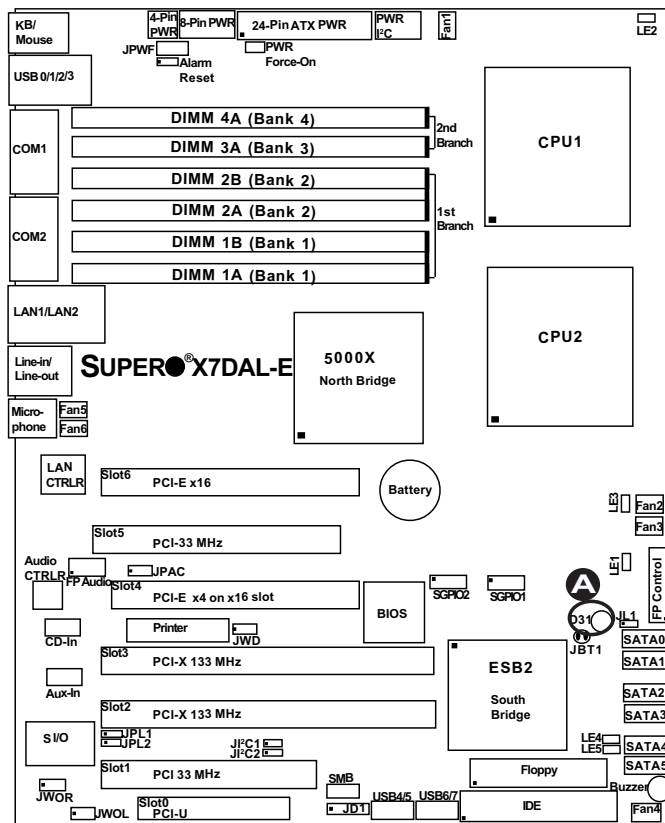 KB/
Mouse
4-Pin
PWR
8-Pin PWR
24-Pin ATX PWR
PWR
I²C
Fan1
LE2
JPWF
Alarm
Reset
PWR
Force-On
USB 0/1/2/3
COM1
COM2
DIMM 4A (Bank 4)
DIMM 3A (Bank 3)
DIMM 2B (Bank 2)
DIMM 2A (Bank 2)
DIMM 1B (Bank 1)
DIMM 1A (Bank 1)
2nd
Branch
1st
Branch
CPU1
CPU2
LAN1/LAN2
Line-in/
Line-out
SUPER®X7DAL-E
5000X
North Bridge
Micro-
phone
Fan5
Fan6
LAN
CTRLR
Slot6
PCI-E x16
Battery
LE3
Fan2
Fan3
Slot5
PCI-33 MHz
Audio
CTRLR
FP Audio
JPAC
Slot4
PCI-E x4 on x16 slot
BIOS
SGPIO2
SGPIO1
LE1
FP Control
A
D31
JL1
JBT1
CD-In
Printer
JWD
SATA0
SATA1
Slot3
PCI-X 133 MHz
Aux-In
ESB2
South
Bridge
SATA2
SATA3
Slot2
PCI-X 133 MHz
S I/O
JPL1
JPL2
JI²C1
JI²C2
LE4
LE5
SATA4
SATA5
Slot1
PCI 33 MHz
SMB
Floppy
Buzzer
JWOR
JWOL
Slot0
PCI-U
JD1
USB4/5
USB6/7
IDE
Fan4